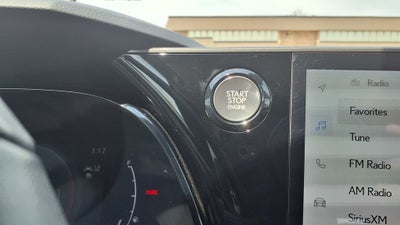 START
STOP
ENGINE
Radio
Favorites
Tune
FM Radio
AM Radio
SiriusXM
1:17
F